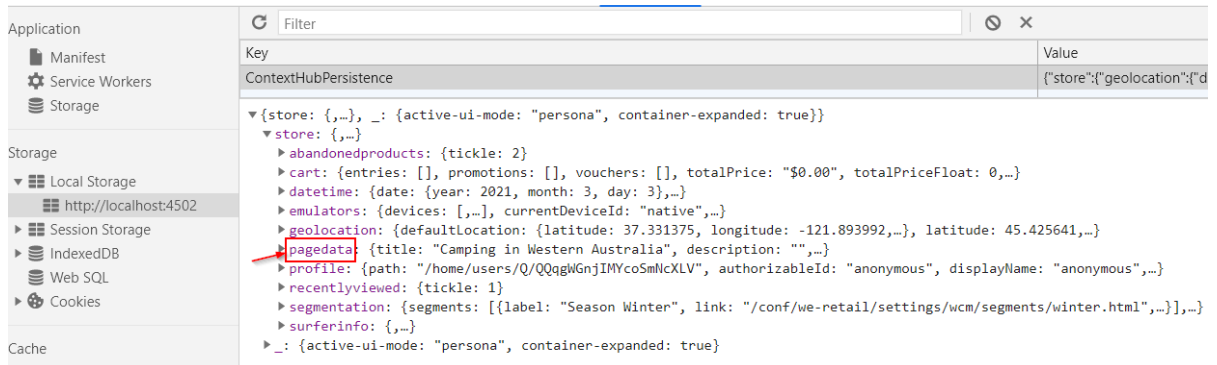 Application
Manifest
Service Workers
Storage
Storage
Local Storage
http://localhost:4502
Session Storage
IndexedDB
Web SQL
Cookies
Cache
Filter
Key Value
ContextHubPersistence {"store":{"geolocation":{"d
▼{store: {,…}, _: {active-ui-mode: "persona", container-expanded: true}}
▼store: {,…}
▶abandonedproducts: {tickle: 2}
▶cart: {entries: [], promotions: [], vouchers: [], totalPrice: "$0.00", totalPriceFloat: 0,…}
▶datetime: {date: {year: 2021, month: 3, day: 3},…}
▶emulators: {devices: [,…], currentDeviceId: "native",…}
▶geolocation: {defaultLocation: {latitude: 37.331375, longitude: -121.893992,…}, latitude: 45.425641,…}
▶pagedata: {title: "Camping in Western Australia", description: "",…}
▶profile: {path: "/home/users/Q/QQqgWGnjIMYcoSmNcXLV", authorizableId: "anonymous", displayName: "anonymous",…}
▶recentlyviewed: {tickle: 1}
▶segmentation: {segments: [{label: "Season Winter", link: "/conf/we-retail/settings/wcm/segments/winter.html",…}],…}
▶surferinfo: {,…}
▶_: {active-ui-mode: "persona", container-expanded: true}